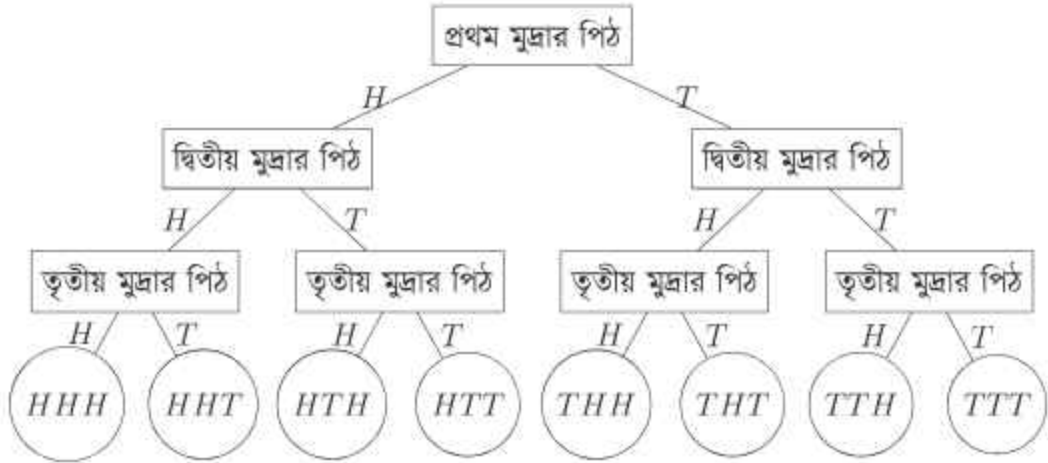 প্রথম মুদ্রার পিঠ
H T
দ্বিতীয় মুদ্রার পিঠ দ্বিতীয় মুদ্রার পিঠ
H T H T
তৃতীয় মুদ্রার পিঠ তৃতীয় মুদ্রার পিঠ তৃতীয় মুদ্রার পিঠ তৃতীয় মুদ্রার পিঠ
H T H T H T H T
HHH HHT HTH HTT THH THT TTH TTT